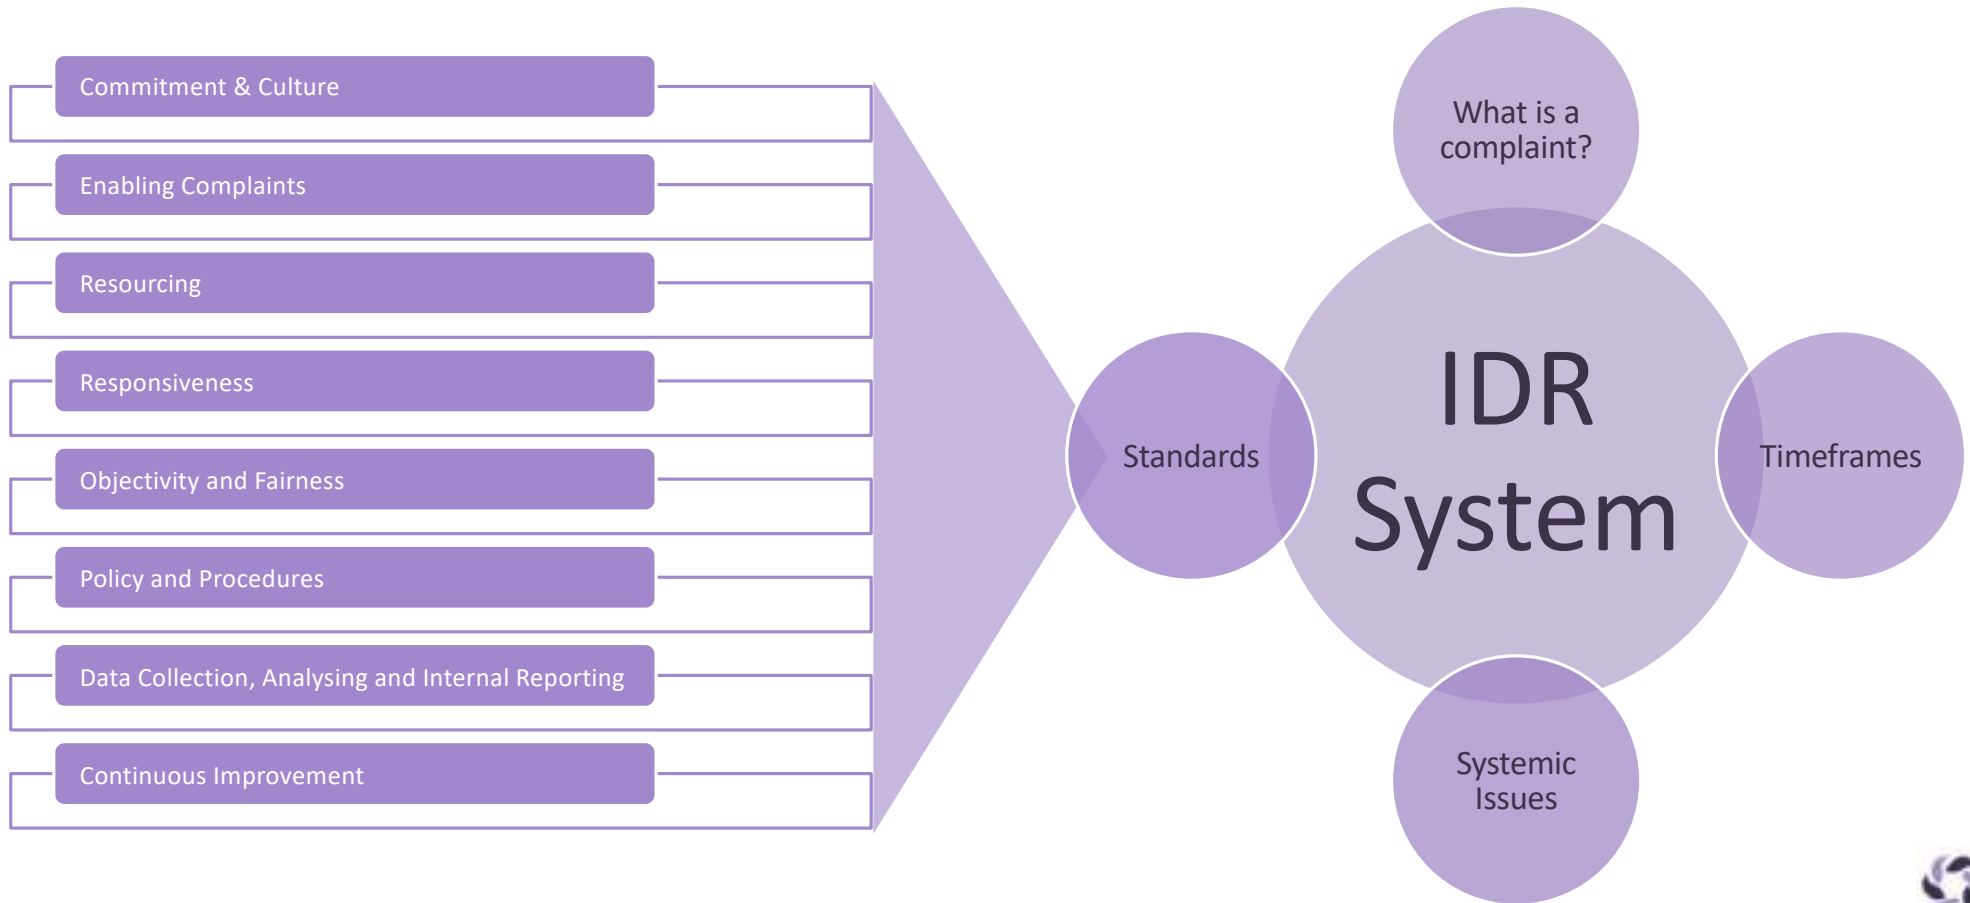 Commitment & Culture
Enabling Complaints
Resourcing
Responsiveness
Objectivity and Fairness
Policy and Procedures
Data Collection, Analysing and Internal Reporting
Continuous Improvement
What is a
complaint?
Standards
IDR
System
Timeframes
Systemic
Issues